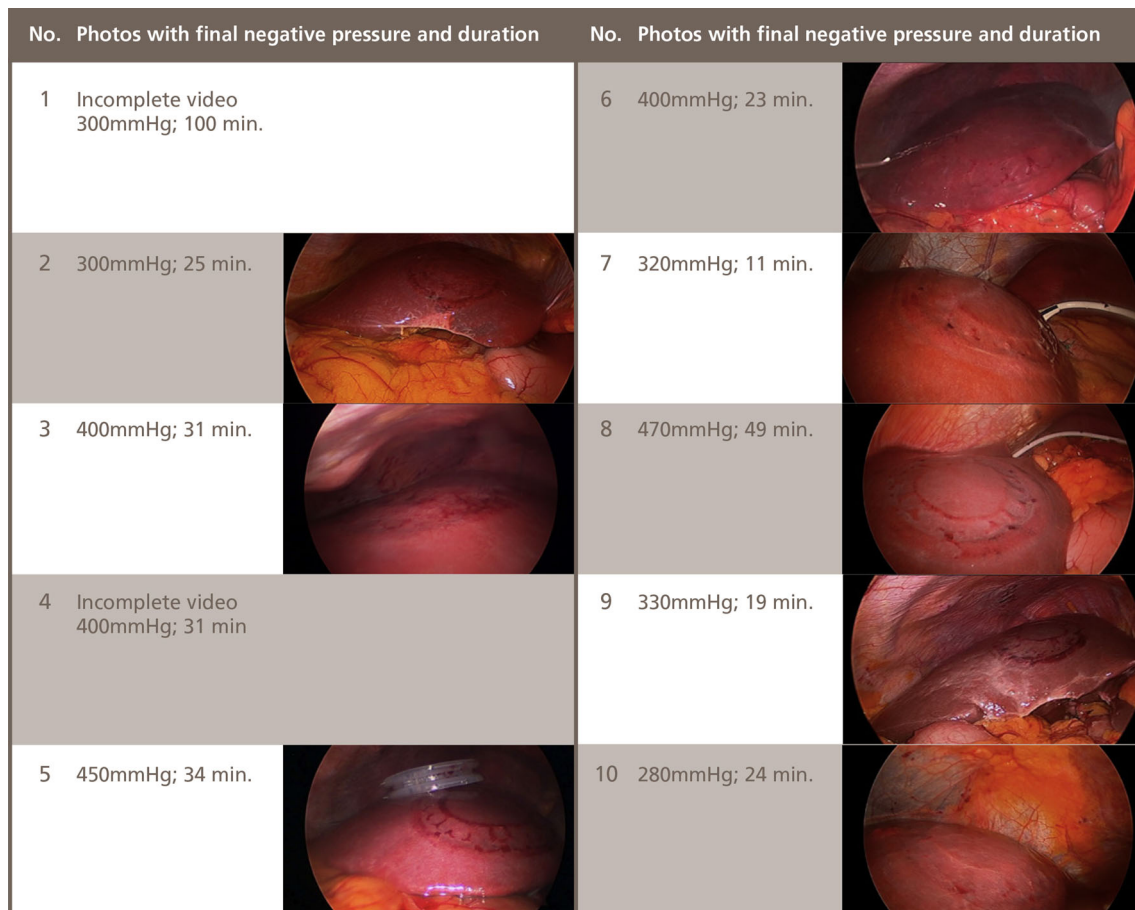 No. Photos with final negative pressure and duration
1 Incomplete video
300mmHg; 100 min.
2 300mmHg; 25 min.
3 400mmHg; 31 min.
4 Incomplete video
400mmHg; 31 min
5 450mmHg; 34 min.
No. Photos with final negative pressure and duration
6 400mmHg; 23 min.
7 320mmHg; 11 min.
8 470mmHg; 49 min.
9 330mmHg; 19 min.
10 280mmHg; 24 min.